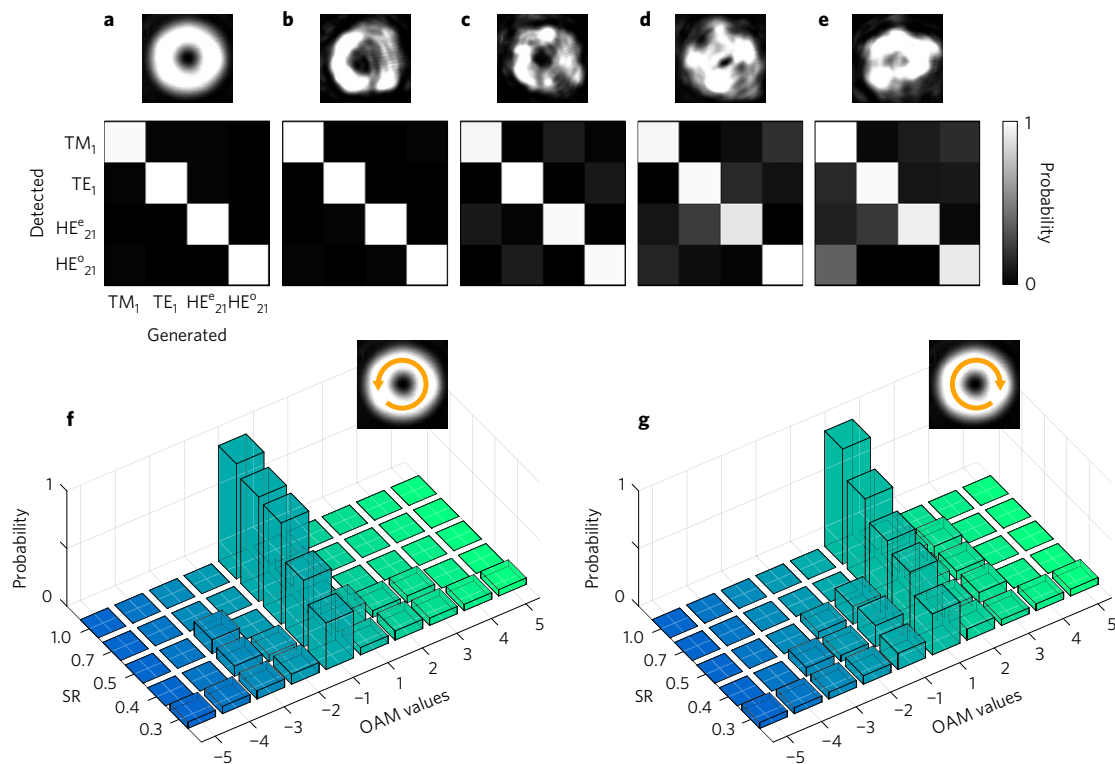 a b c d e
TM₁
TE₁
HEᵉ₂₁
HEᵒ₂₁
Detected
TM₁ TE₁ HEᵉ₂₁ HEᵒ₂₁
Generated
1
0
Probability
f
1
0
Probability
1.0
0.7
0.5
0.4
0.3
SR
−5
−4
−3
−2
−1
1
2
3
4
5
OAM values
g
1
0
Probability
1.0
0.7
0.5
0.4
0.3
SR
−5
−4
−3
−2
−1
1
2
3
4
5
OAM values